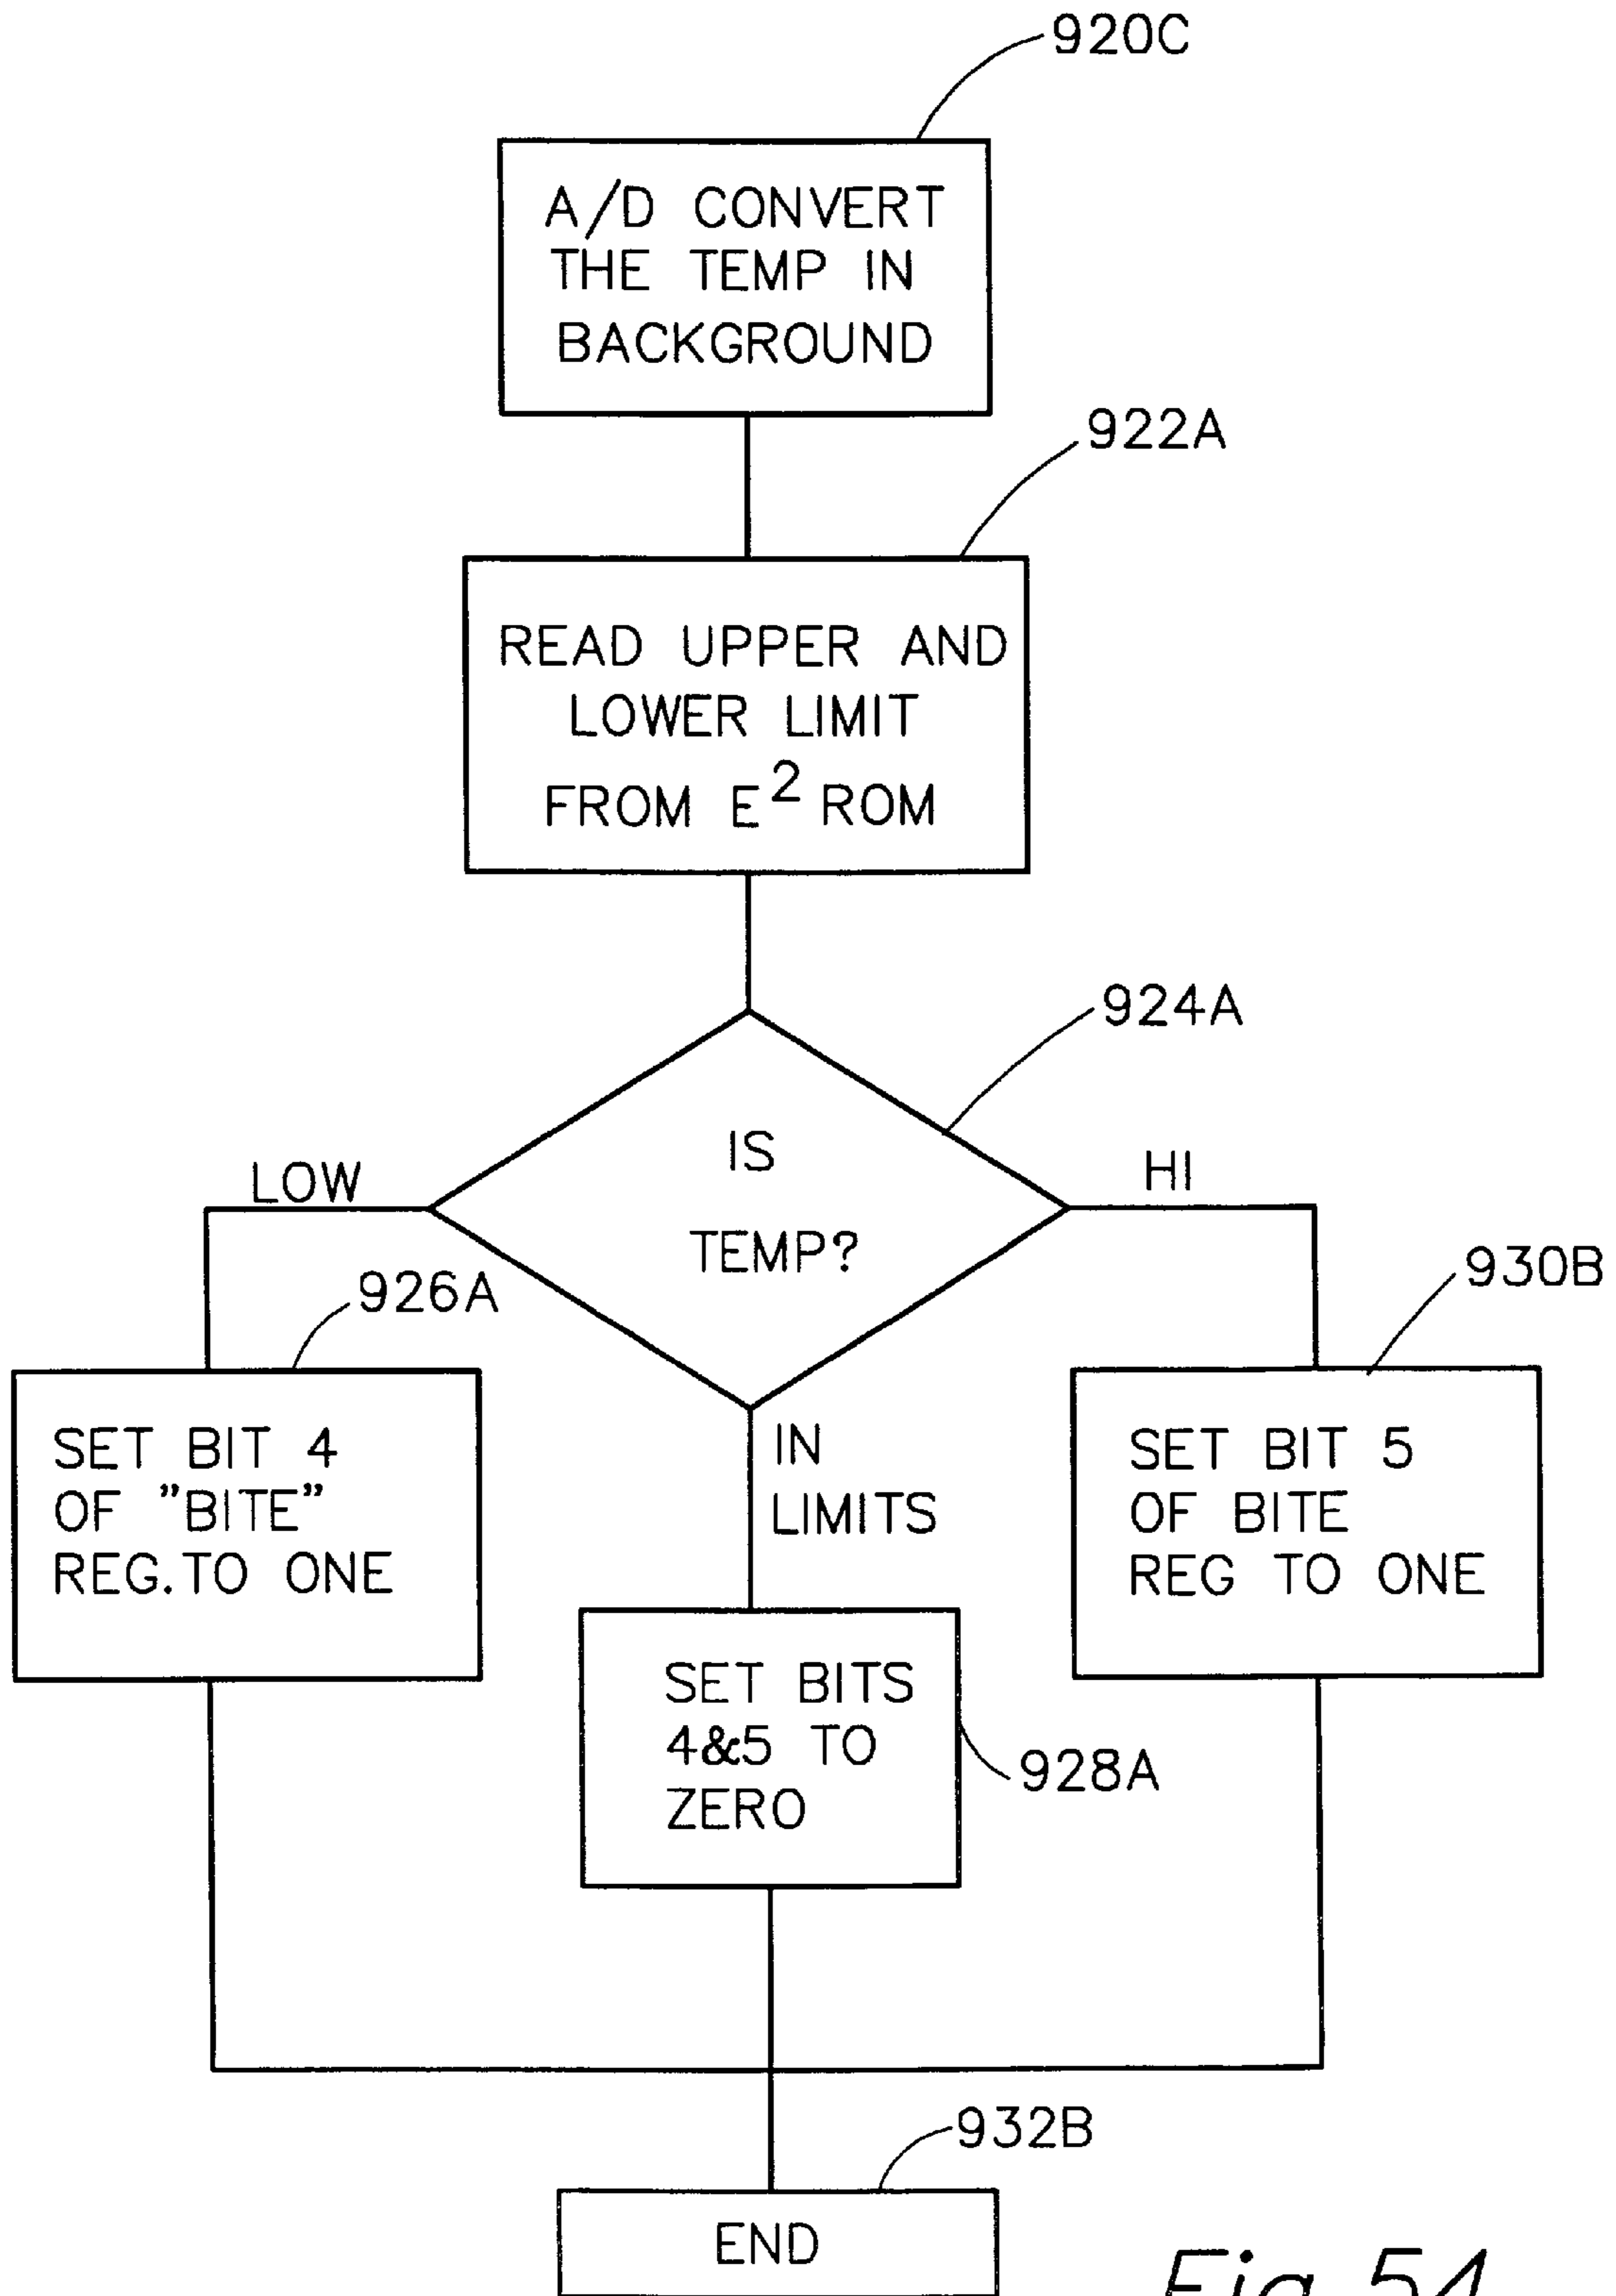 920C
A/D CONVERT
THE TEMP IN
BACKGROUND
922A
READ UPPER AND
LOWER LIMIT
FROM E² ROM
924A
IS
TEMP?
LOW
HI
926A
930B
SET BIT 4
OF "BITE"
REG. TO ONE
IN
LIMITS
SET BIT 5
OF BITE
REG TO ONE
SET BITS
4&5 TO
ZERO
928A
932B
END
Fig. 54